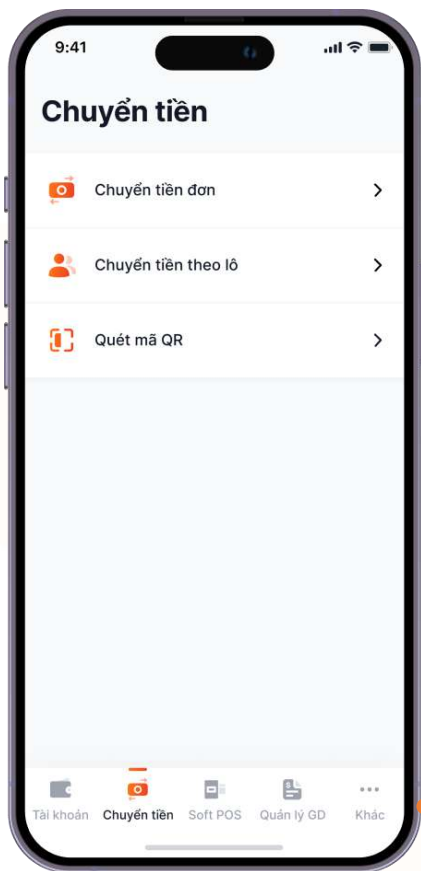 9:41
Chuyển tiền
Chuyển tiền đơn
Chuyển tiền theo lô
Quét mã QR
Tài khoản Chuyển tiền Soft POS Quản lý GD Khác